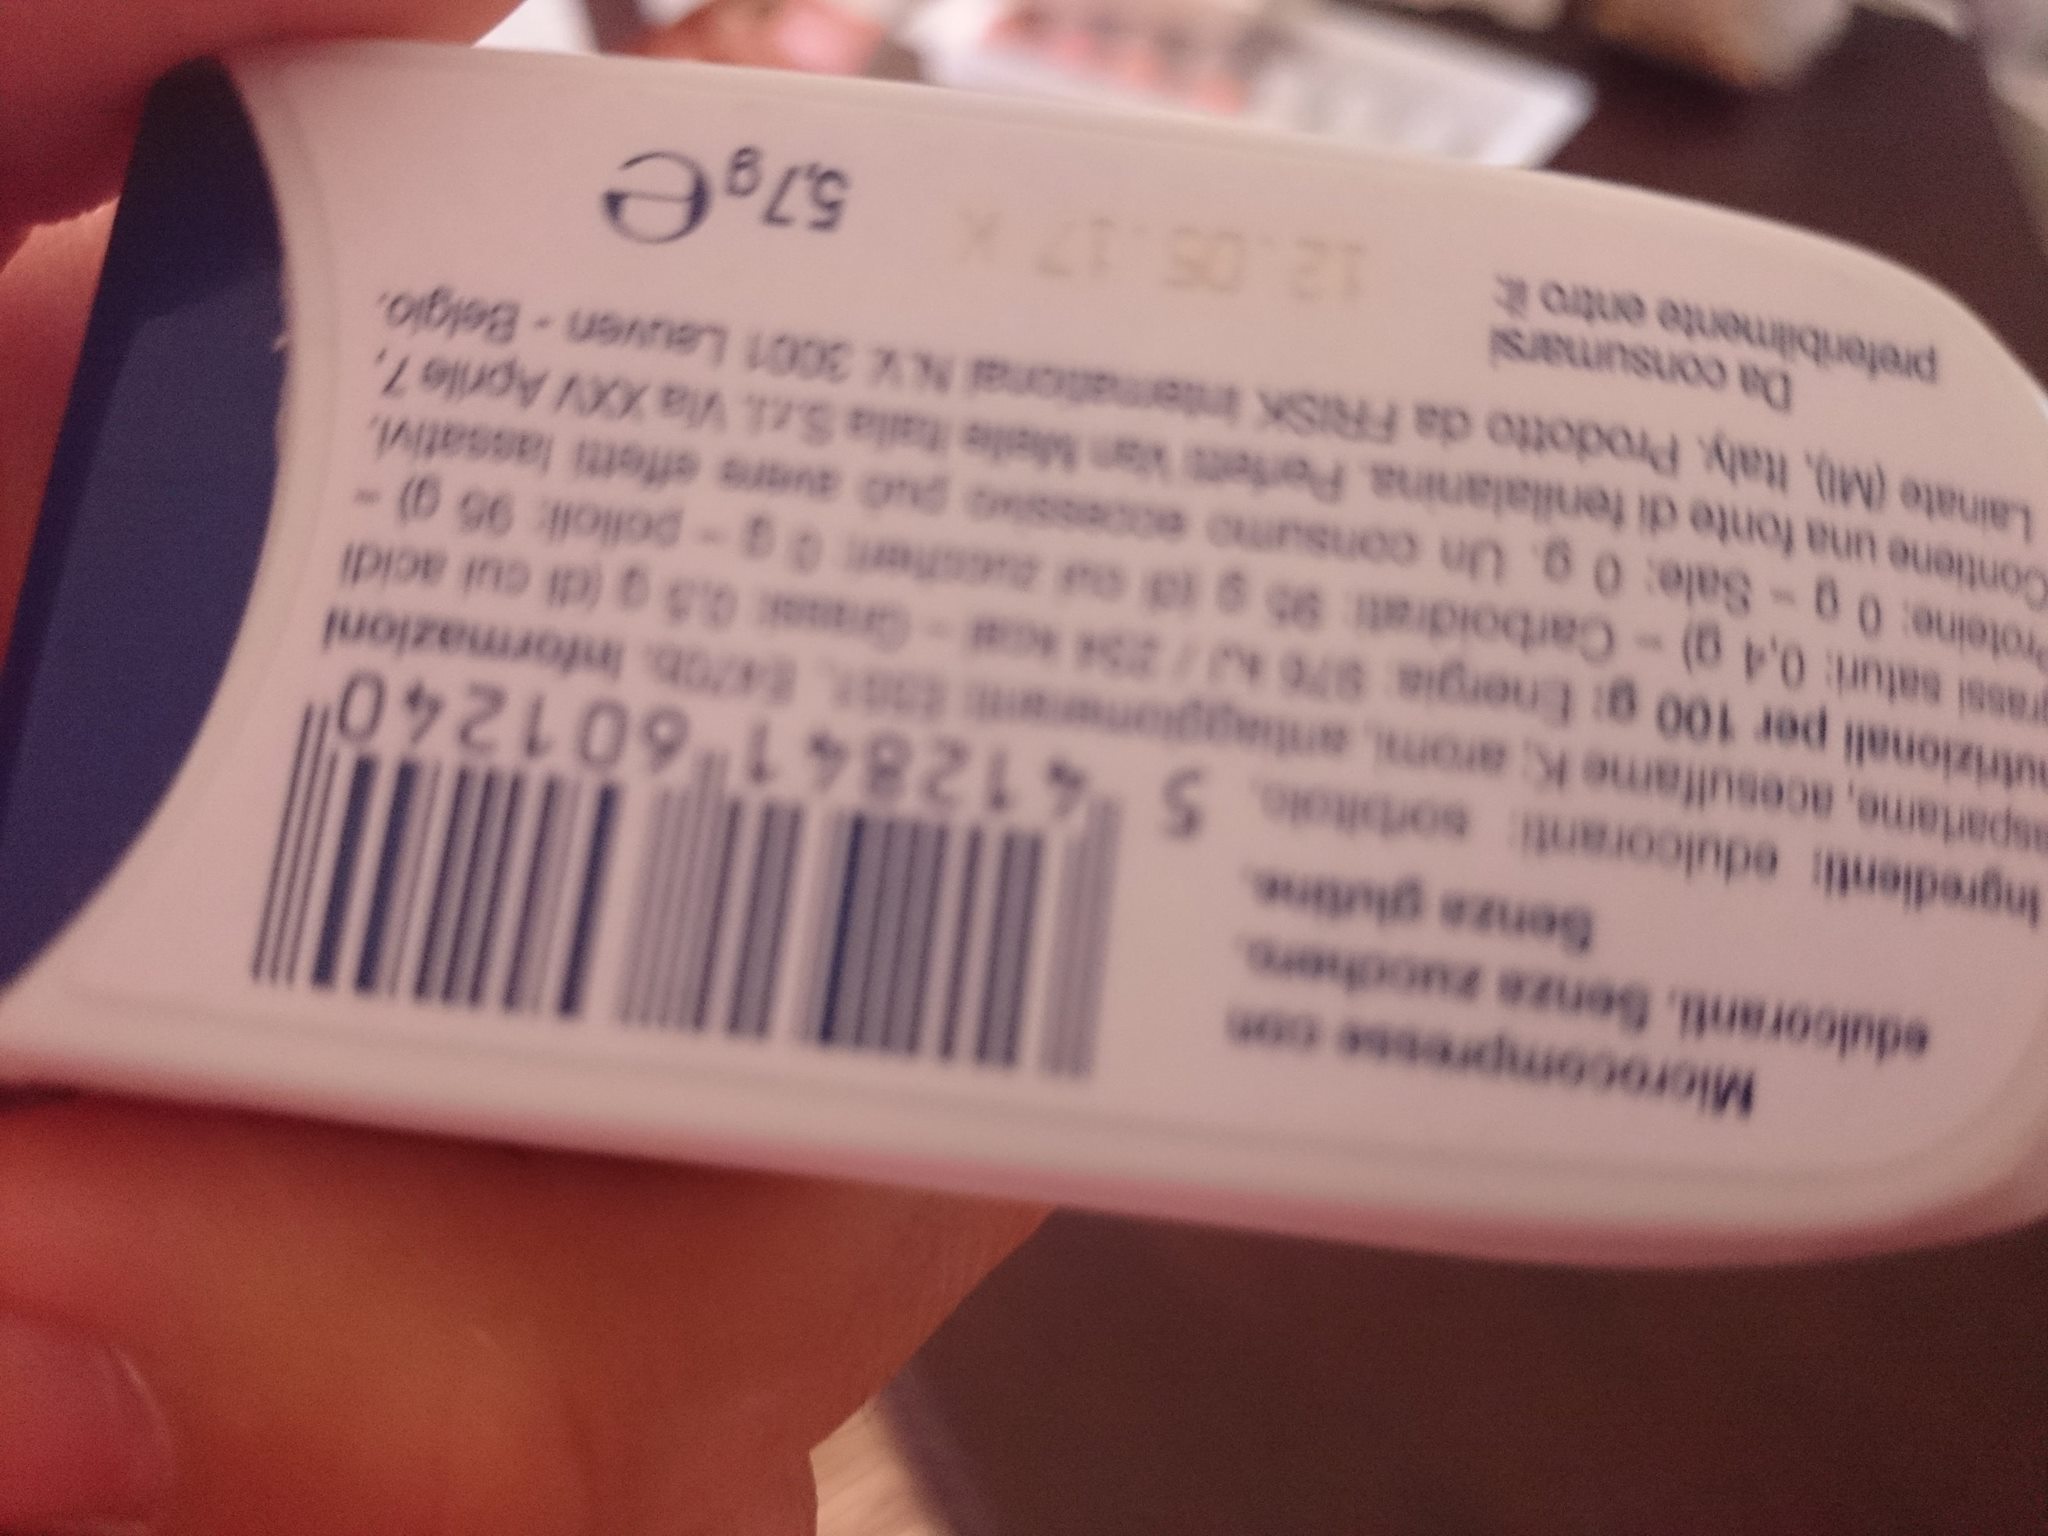 Microcompresse con
edulcoranti. Senza zucchero.
Senza glutine.
Ingredienti: edulcoranti: sorbitolo,
aspartame, acesulfame K; aromi, antiagglomeranti: E551, E470b. Informazioni
nutrizionali per 100 g: Energia: 976 kJ / 234 kcal - Grassi: 0,5 g (di cui acidi
grassi saturi: 0,4 g) – Carboidrati: 95 g (di cui zuccheri: 0 g – polioli: 95 g) –
Proteine: 0 g – Sale: 0 g. Un consumo eccessivo può avere effetti lassativi.
Contiene una fonte di fenilalanina. Perfetti Van Melle Italia S.r.l. Via XXV Aprile 7,
Lainate (MI), Italy. Prodotto da FRISK International N.V. 3001 Leuven - Belgio.
5 412841 601240
Da consumarsi
preferibilmente entro il:
12.05.17 X
5,7 g e